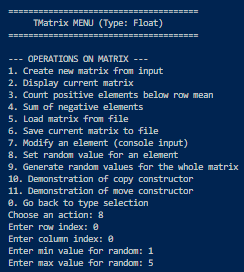 =====================================
TMatrix MENU (Type: Float)
=====================================
--- OPERATIONS ON MATRIX ---
1. Create new matrix from input
2. Display current matrix
3. Count positive elements below row mean
4. Sum of negative elements
5. Load matrix from file
6. Save current matrix to file
7. Modify an element (console input)
8. Set random value for an element
9. Generate random values for the whole matrix
10. Demonstration of copy constructor
11. Demonstration of move constructor
0. Go back to type selection
Choose an action: 8
Enter row index: 0
Enter column index: 0
Enter min value for random: 1
Enter max value for random: 5